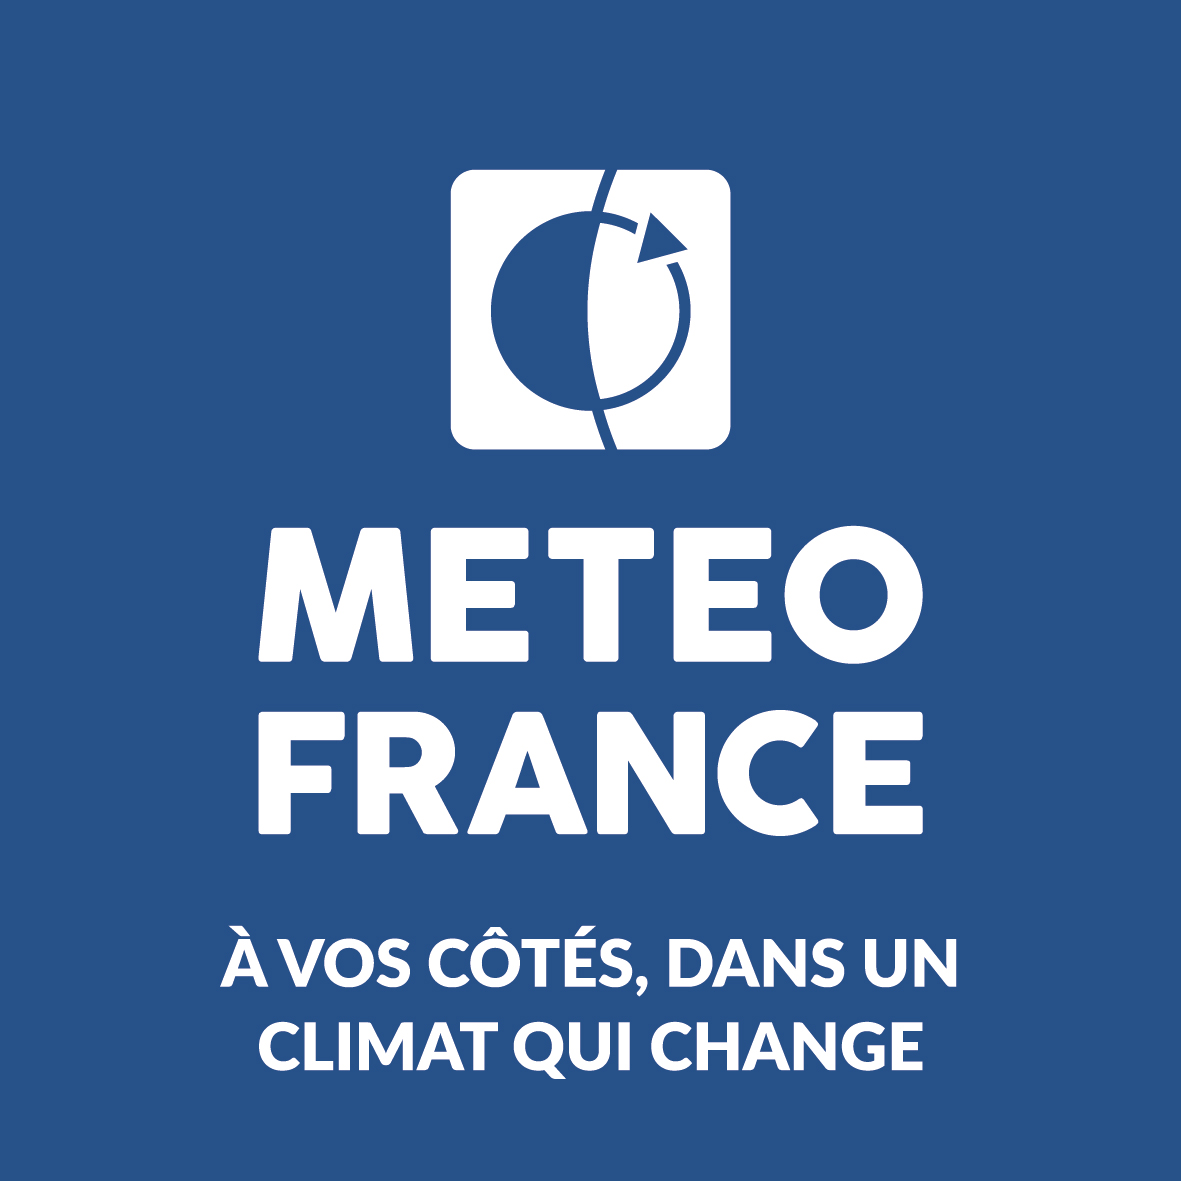 METEO
FRANCE
À VOS CÔTÉS, DANS UN
CLIMAT QUI CHANGE